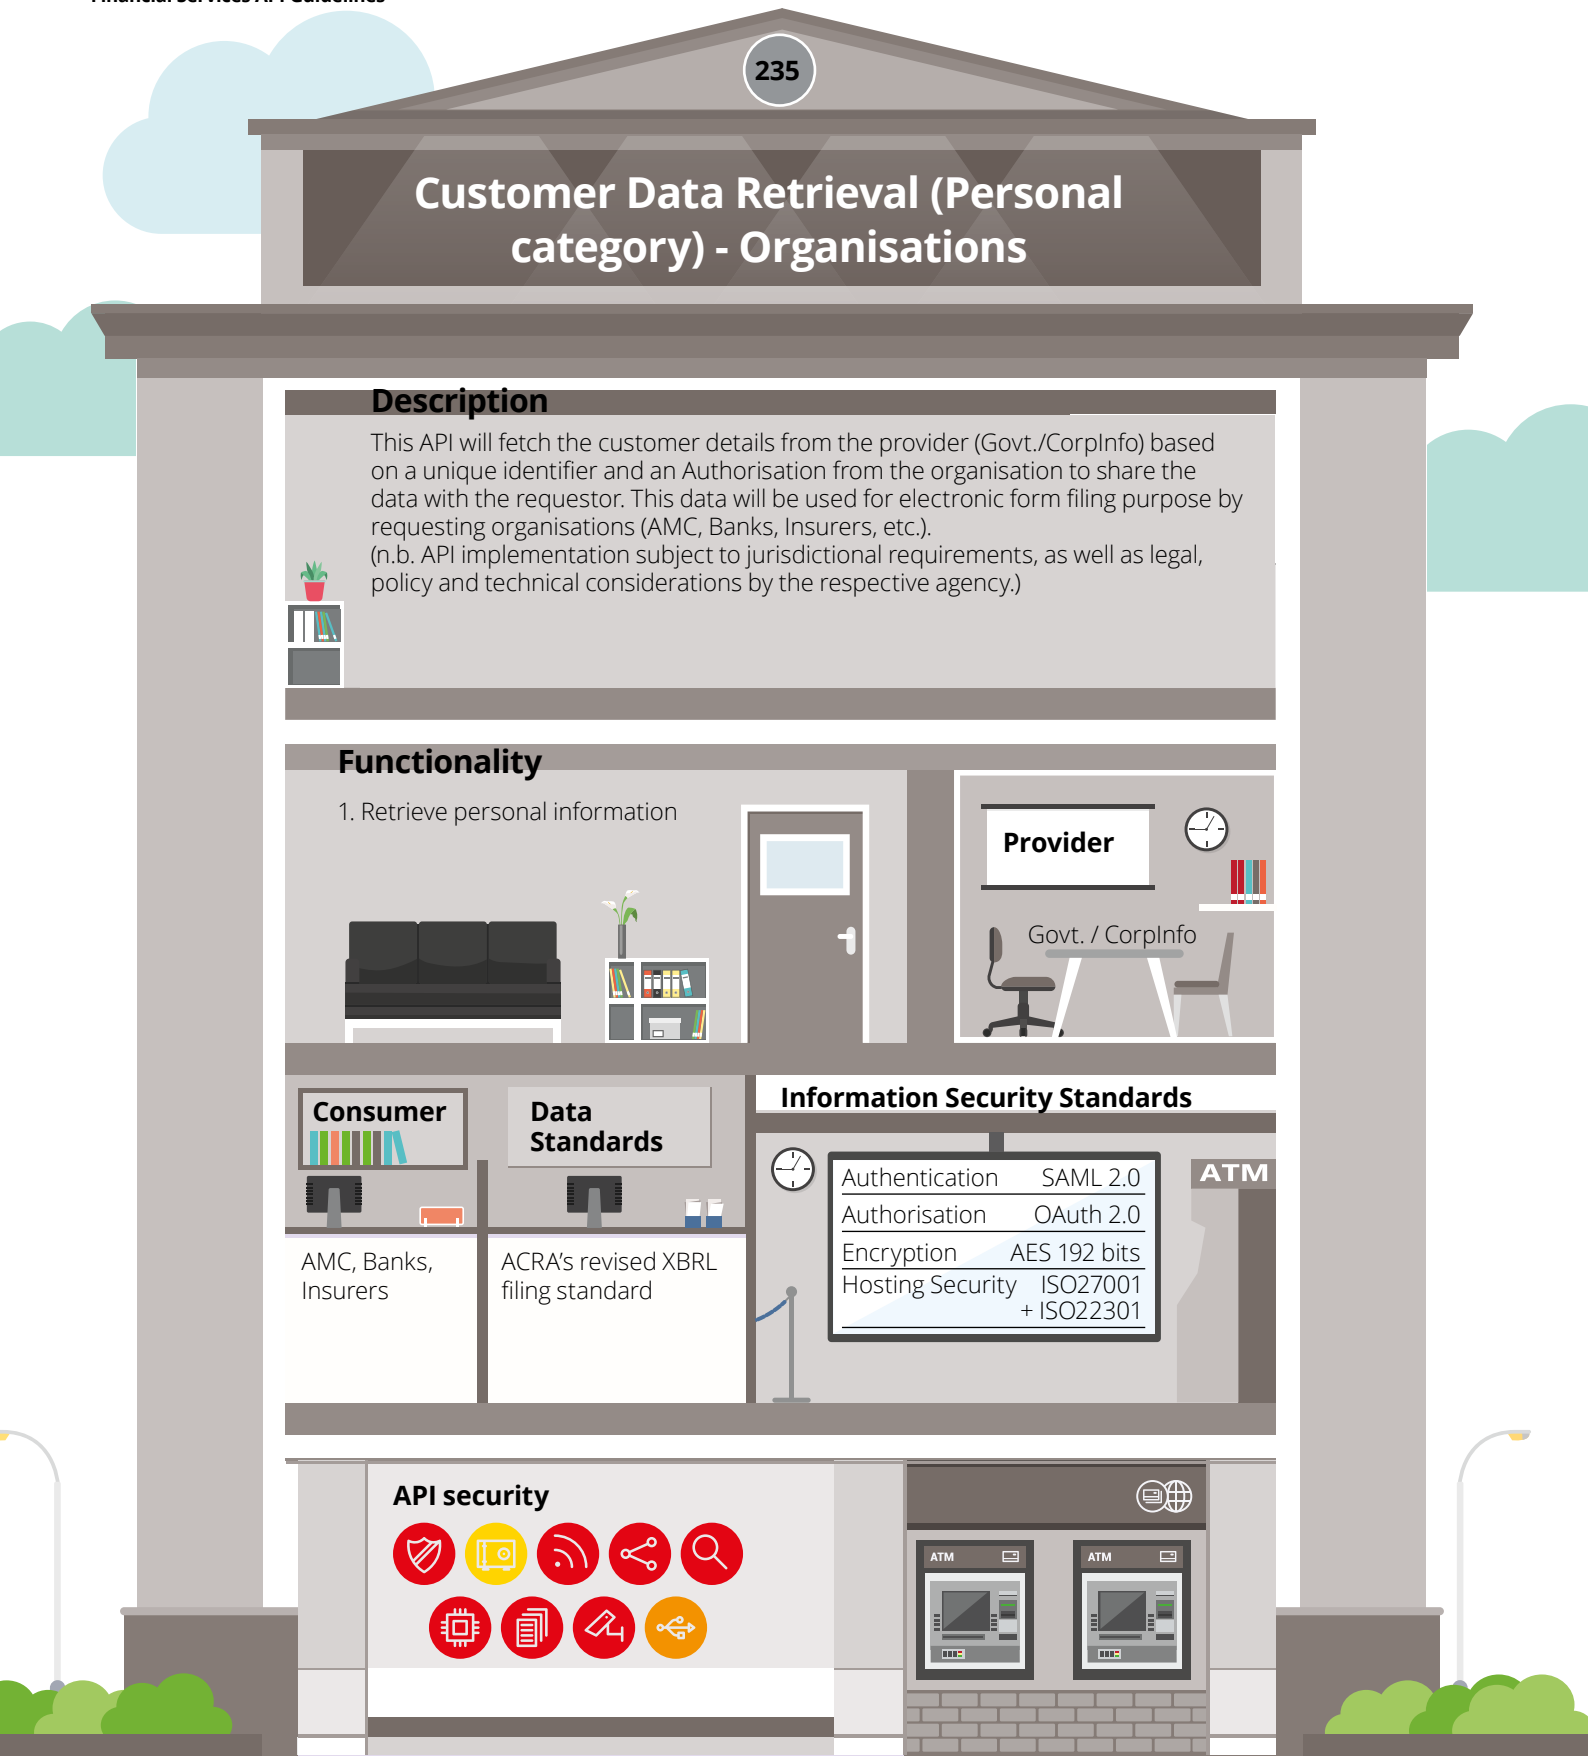 Financial Services API Guidelines
235
Customer Data Retrieval (Personal
category) - Organisations
Description
This API will fetch the customer details from the provider (Govt./CorpInfo) based
on a unique identifier and an Authorisation from the organisation to share the
data with the requestor. This data will be used for electronic form filing purpose by
requesting organisations (AMC, Banks, Insurers, etc.).
(n.b. API implementation subject to jurisdictional requirements, as well as legal,
policy and technical considerations by the respective agency.)
Functionality
1. Retrieve personal information
Provider
Govt. / CorpInfo
Consumer
AMC, Banks,
Insurers
Data
Standards
ACRA’s revised XBRL
filing standard
Information Security Standards
Authentication SAML 2.0
Authorisation OAuth 2.0
Encryption AES 192 bits
Hosting Security ISO27001
+ ISO22301
ATM
API security
ATM
ATM